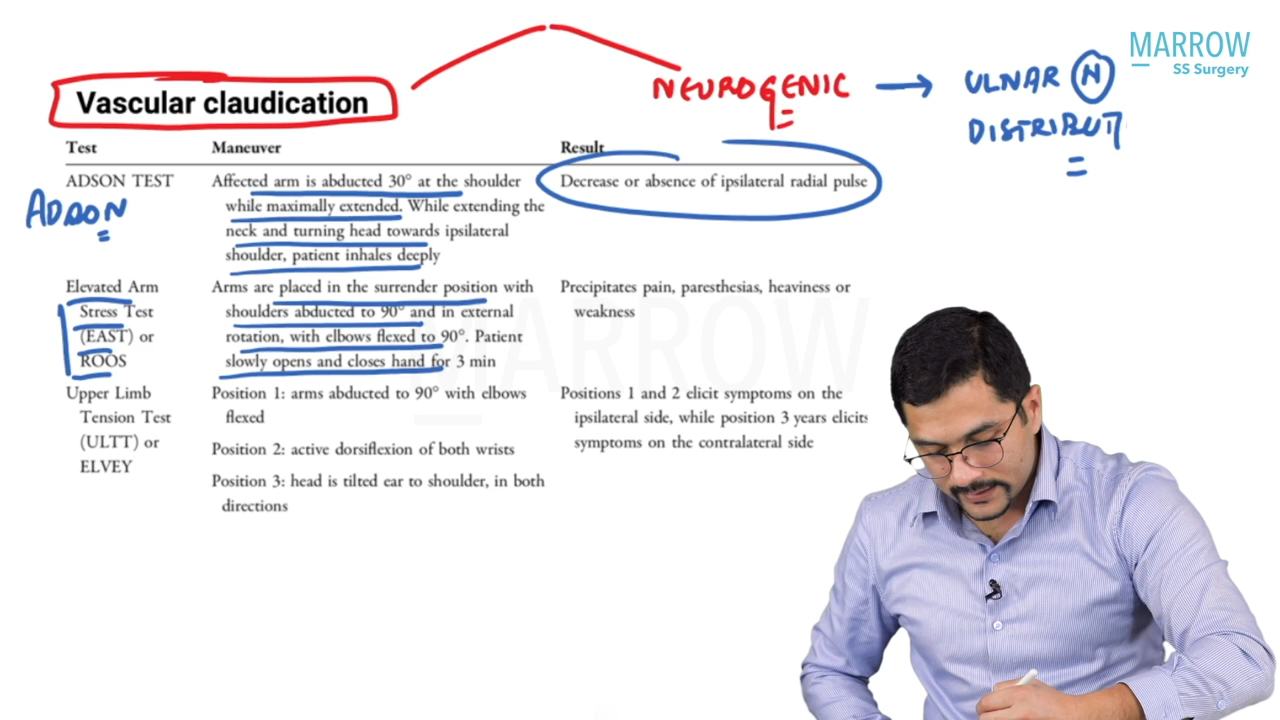 MARROW
SS Surgery
Vascular claudication
NEUROGENIC → ULNAR N
DISTRIBUT
Test Maneuver Result
ADSON TEST Affected arm is abducted 30° at the shoulder Decrease or absence of ipsilateral radial pulse
while maximally extended. While extending the
ADSON
neck and turning head towards ipsilateral
shoulder, patient inhales deeply
Elevated Arm Arms are placed in the surrender position with Precipitates pain, paresthesias, heaviness or
Stress Test shoulders abducted to 90° and in external weakness
(EAST) or rotation, with elbows flexed to 90°. Patient
ROOS slowly opens and closes hand for 3 min
MARROW
Upper Limb Position 1: arms abducted to 90° with elbows Positions 1 and 2 elicit symptoms on the
Tension Test flexed ipsilateral side, while position 3 years elicits
(ULTT) or Position 2: active dorsiflexion of both wrists symptoms on the contralateral side
ELVEY
Position 3: head is tilted ear to shoulder, in both
directions